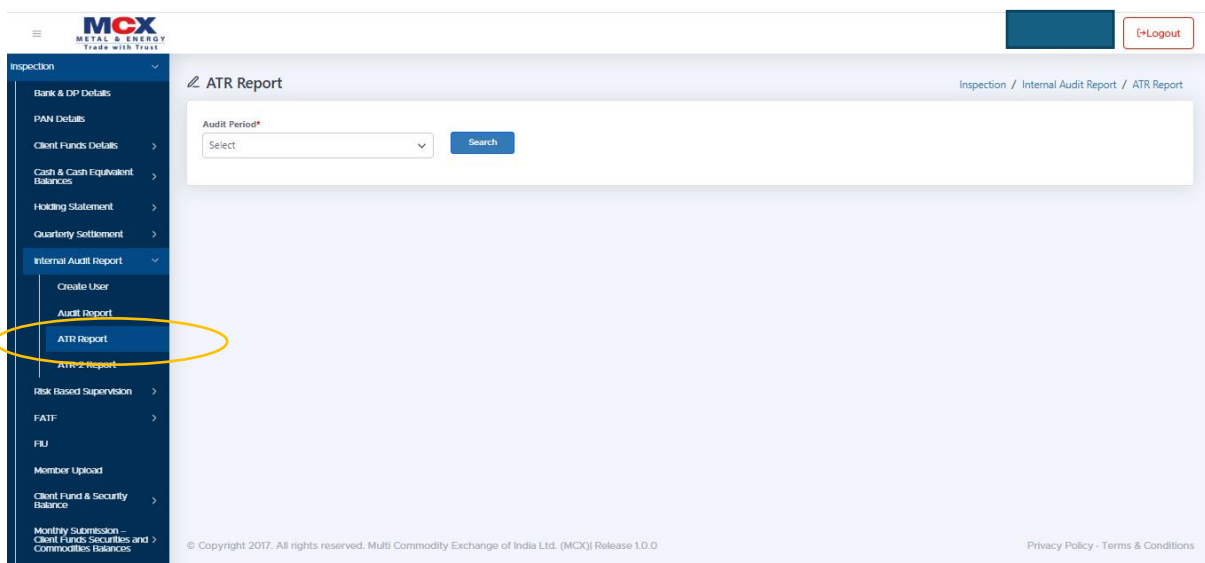 MCX
METAL & ENERGY
Trade with Trust
Logout
Inspection
Bank & DP Details
PAN Details
Client Funds Details
Cash & Cash Equivalent
Balances
Holding Statement
Quarterly Settlement
Internal Audit Report
Create User
Audit Report
ATR Report
ATR-2 Report
Risk Based Supervision
FATF
FIU
Member Upload
Client Fund & Security
Balance
Monthly Submission –
Client Funds Securities and
Commodities Balances
ATR Report
Inspection / Internal Audit Report / ATR Report
Audit Period*
Select
Search
© Copyright 2017. All rights reserved. Multi Commodity Exchange of India Ltd. (MCX)| Release 1.0.0
Privacy Policy · Terms & Conditions